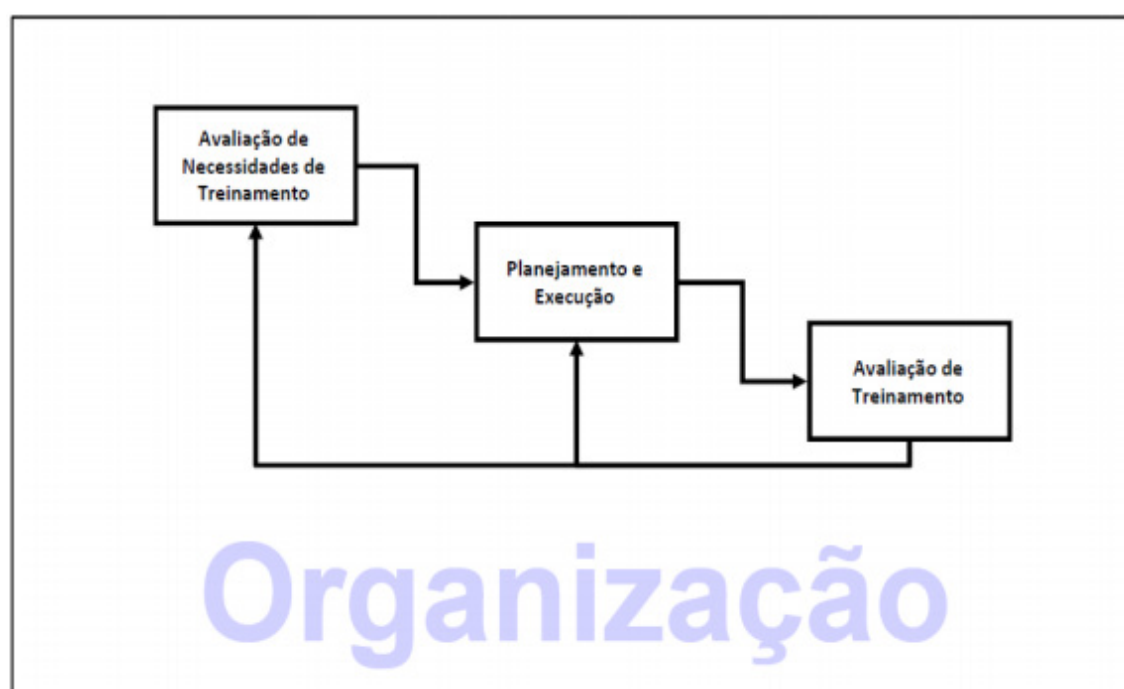 Avaliação de
Necessidades de
Treinamento
Planejamento e
Execução
Avaliação de
Treinamento
Organização